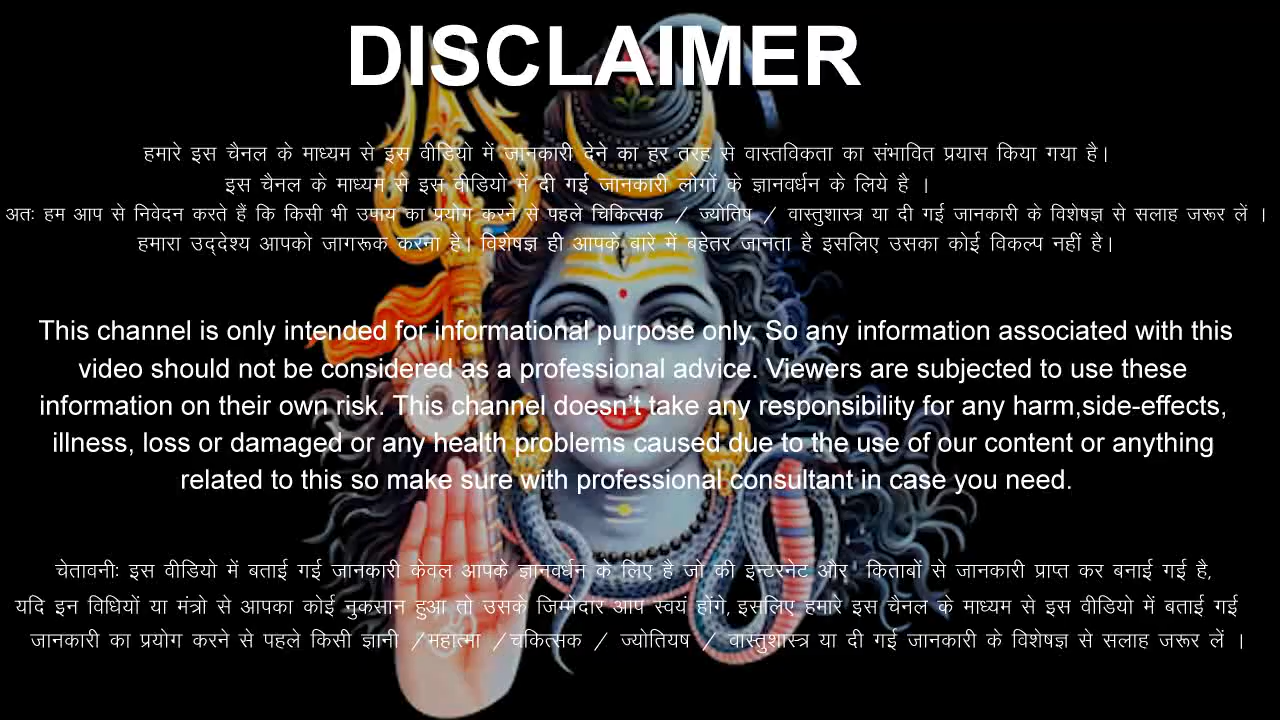 DISCLAIMER
हमारे इस चैनल के माध्यम से इस वीडियो में जानकारी देने का हर तरह से वास्तविकता का संभावित प्रयास किया गया है।
इस चैनल के माध्यम से इस वीडियो में दी गई जानकारी लोगों के ज्ञानवर्धन के लिये है ।
अतः हम आप से निवेदन करते हैं कि किसी भी उपाय का प्रयोग करने से पहले चिकित्सक / ज्योतिष / वास्तुशास्त्र या दी गई जानकारी के विशेषज्ञ से सलाह जरूर लें ।
हमारा उद्देश्य आपको जागरूक करना है। विशेषज्ञ ही आपके बारे में बहेतर जानता है इसलिए उसका कोई विकल्प नहीं है।
This channel is only intended for informational purpose only. So any information associated with this
video should not be considered as a professional advice. Viewers are subjected to use these
information on their own risk. This channel doesn't take any responsibility for any harm,side-effects,
illness, loss or damaged or any health problems caused due to the use of our content or anything
related to this so make sure with professional consultant in case you need.
चेतावनीः इस वीडियो में बताई गई जानकारी केवल आपके ज्ञानवर्धन के लिए है जो की इन्टरनेट और किताबों से जानकारी प्राप्त कर बनाई गई है,
यदि इन विधियों या मंत्रो से आपका कोई नुकसान हुआ तो उसके जिम्मेदार आप स्वयं होंगे, इसलिए हमारे इस चैनल के माध्यम से इस वीडियो में बताई गई
जानकारी का प्रयोग करने से पहले किसी ज्ञानी /महात्मा /चकित्सक / ज्योतियष / वास्तुशास्त्र या दी गई जानकारी के विशेषज्ञ से सलाह जरूर लें ।